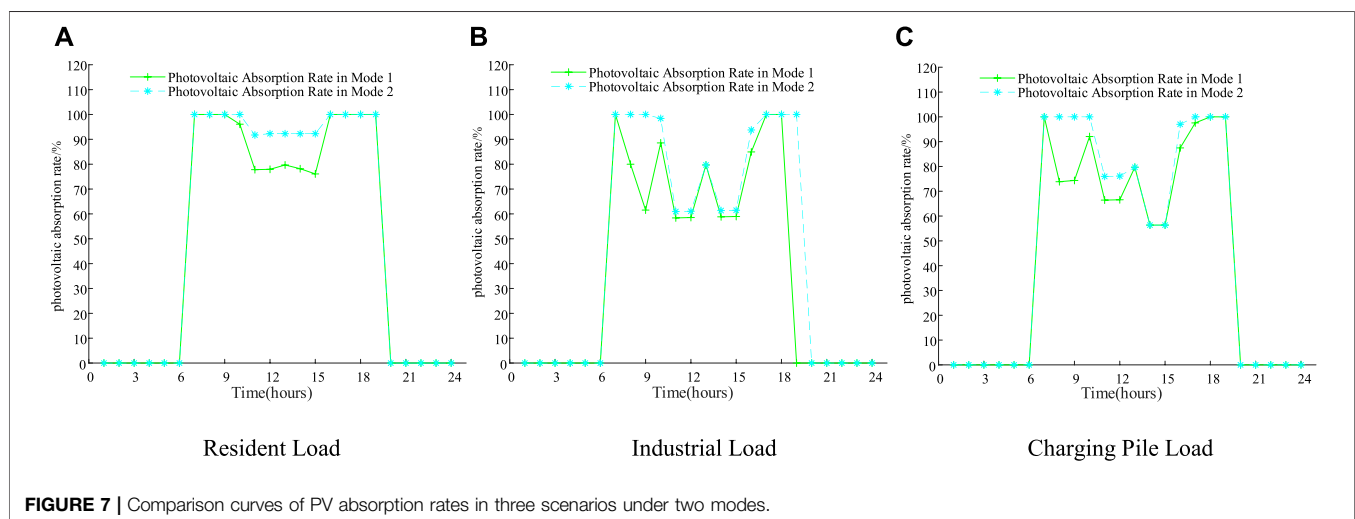 A
B
C
120
110
100
90
80
70
60
50
40
30
20
10
0
photovoltaic absorption rate/%
Photovoltaic Absorption Rate in Mode 1
Photovoltaic Absorption Rate in Mode 2
0 3 6 9 12 15 18 21 24
Time(hours)
Resident Load
120
110
100
90
80
70
60
50
40
30
20
10
0
photovoltaic absorption rate/%
Photovoltaic Absorption Rate in Mode 1
Photovoltaic Absorption Rate in Mode 2
0 3 6 9 12 15 18 21 24
Time(hours)
Industrial Load
120
110
100
90
80
70
60
50
40
30
20
10
0
photovoltaic absorption rate/%
Photovoltaic Absorption Rate in Mode 1
Photovoltaic Absorption Rate in Mode 2
0 3 6 9 12 15 18 21 24
Time(hours)
Charging Pile Load
FIGURE 7 | Comparison curves of PV absorption rates in three scenarios under two modes.